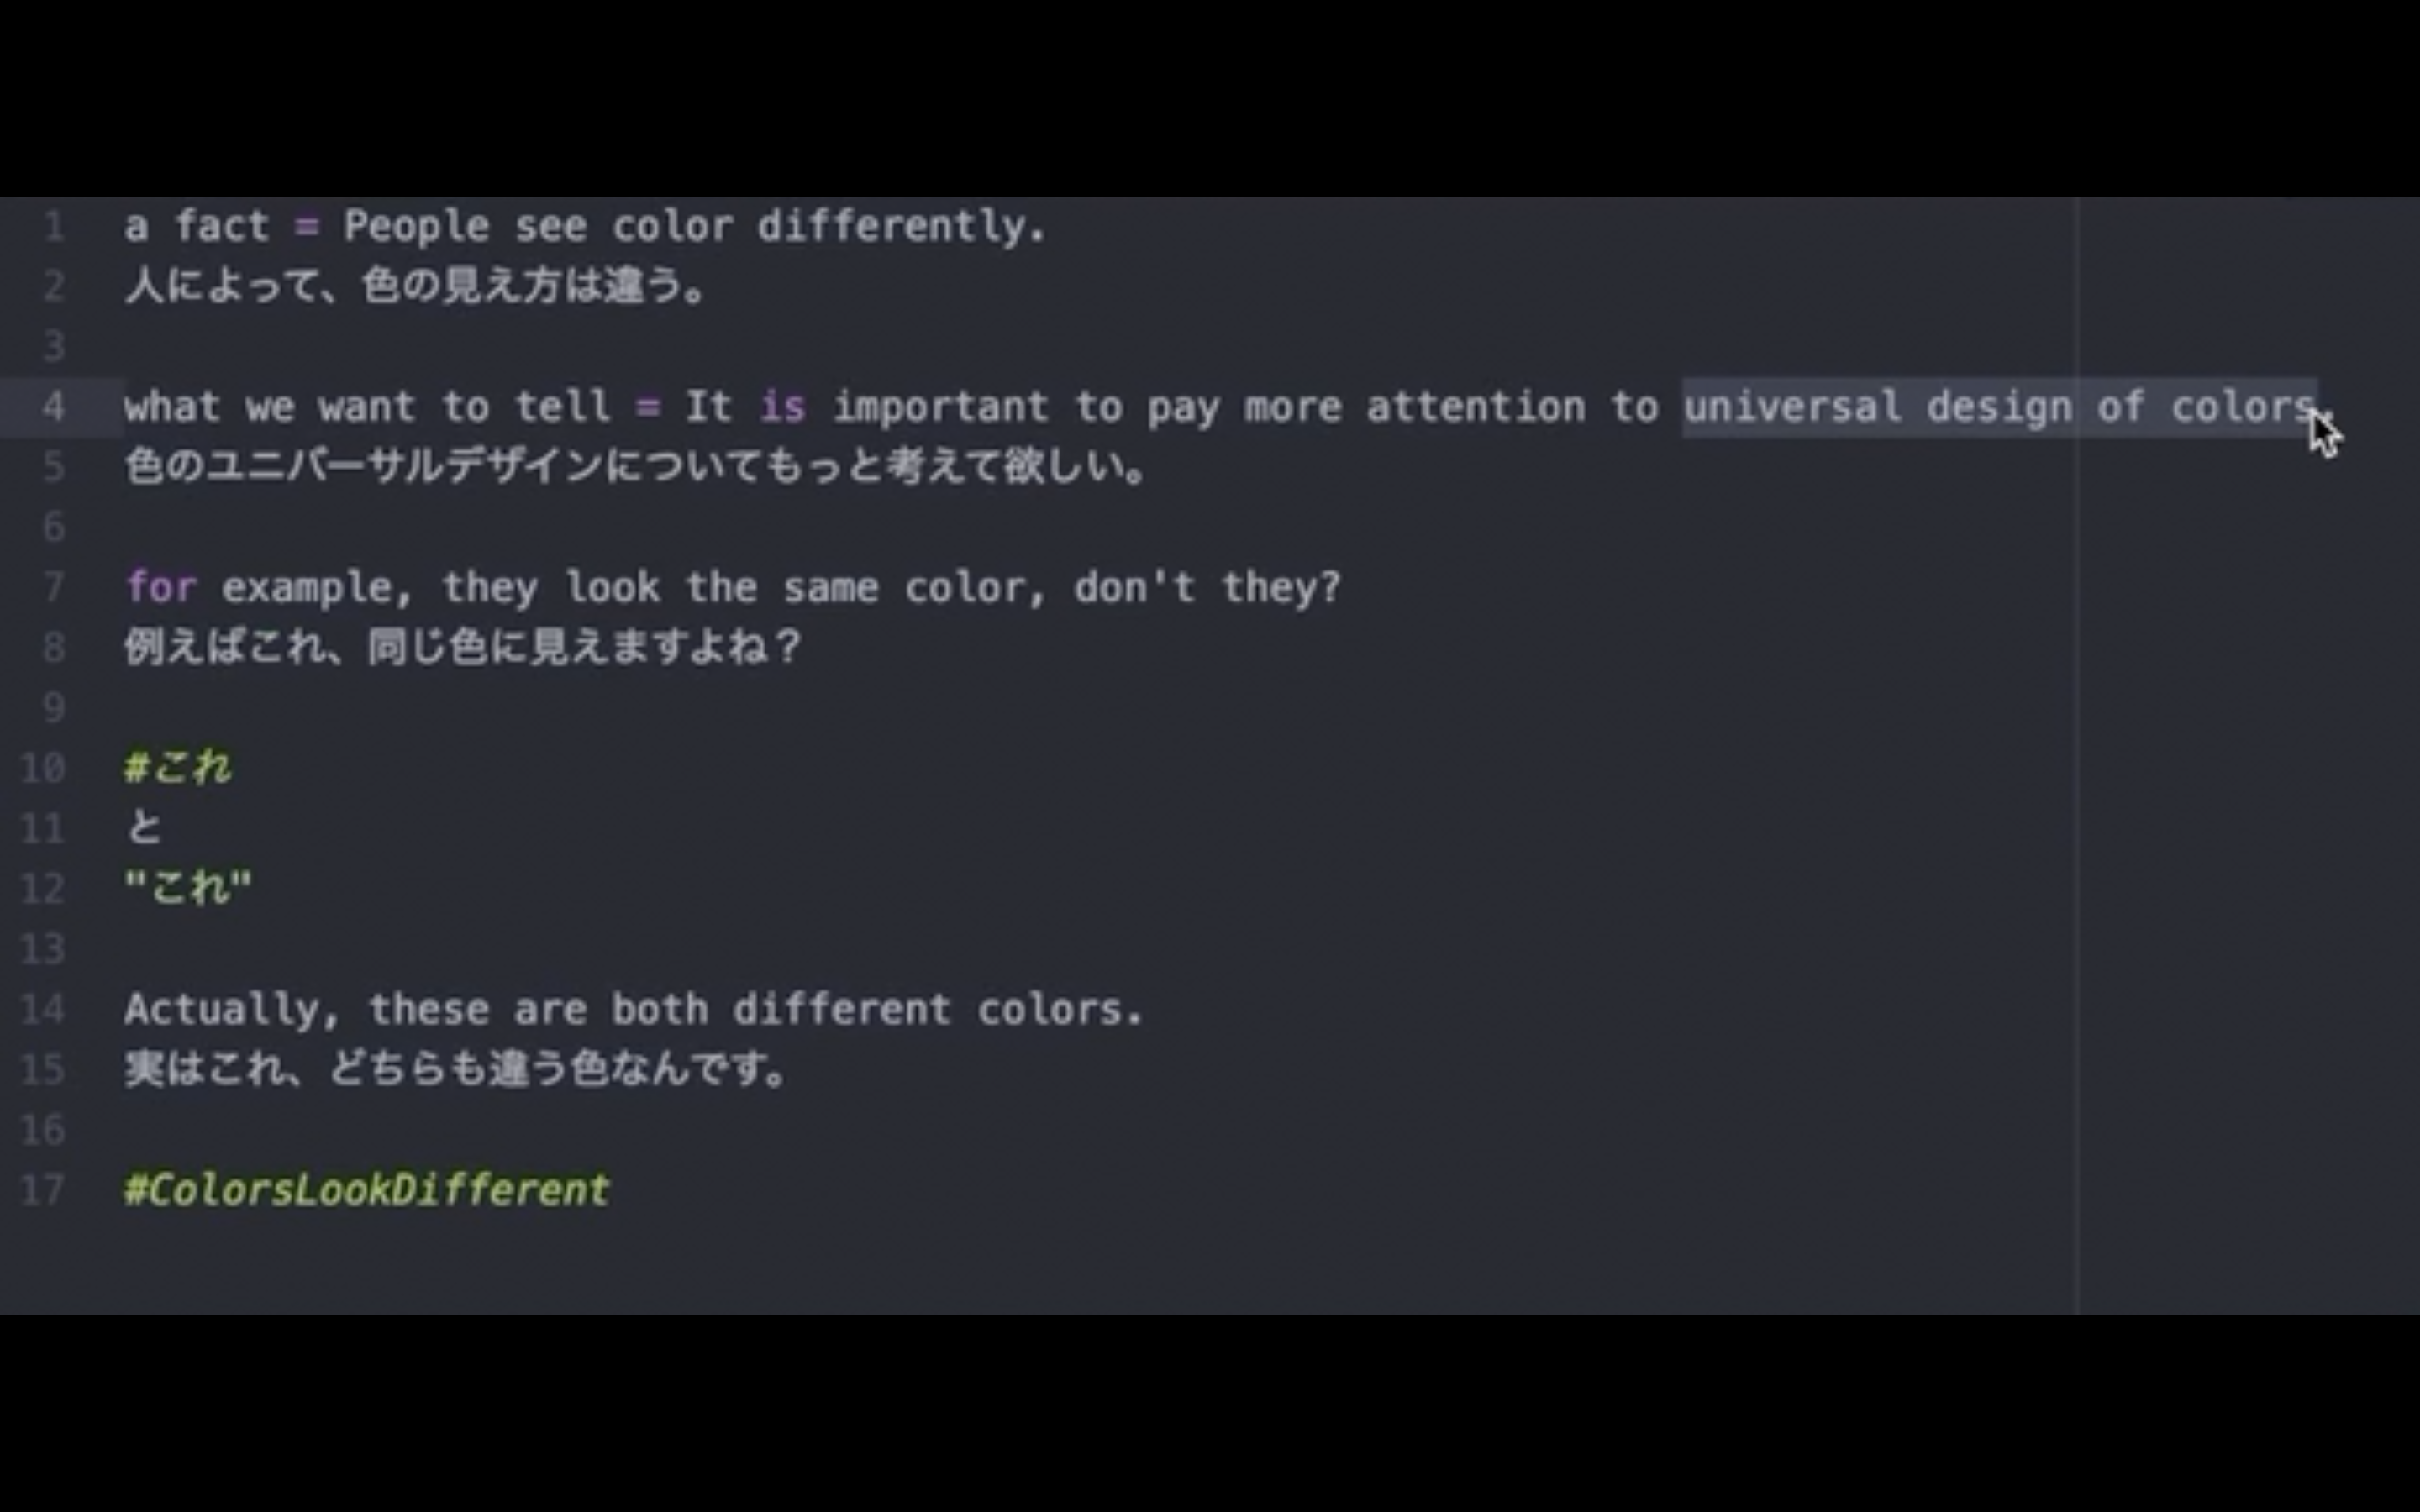 1 a fact = People see color differently.
2 人によって、色の見え方は違う。
3
4 what we want to tell = It is important to pay more attention to universal design of colors.
5 色のユニバーサルデザインについてもっと考えて欲しい。
6
7 for example, they look the same color, don't they?
8 例えばこれ、同じ色に見えますよね？
9
10 #これ
11 と
12 "これ"
13
14 Actually, these are both different colors.
15 実はこれ、どちらも違う色なんです。
16
17 #ColorsLookDifferent